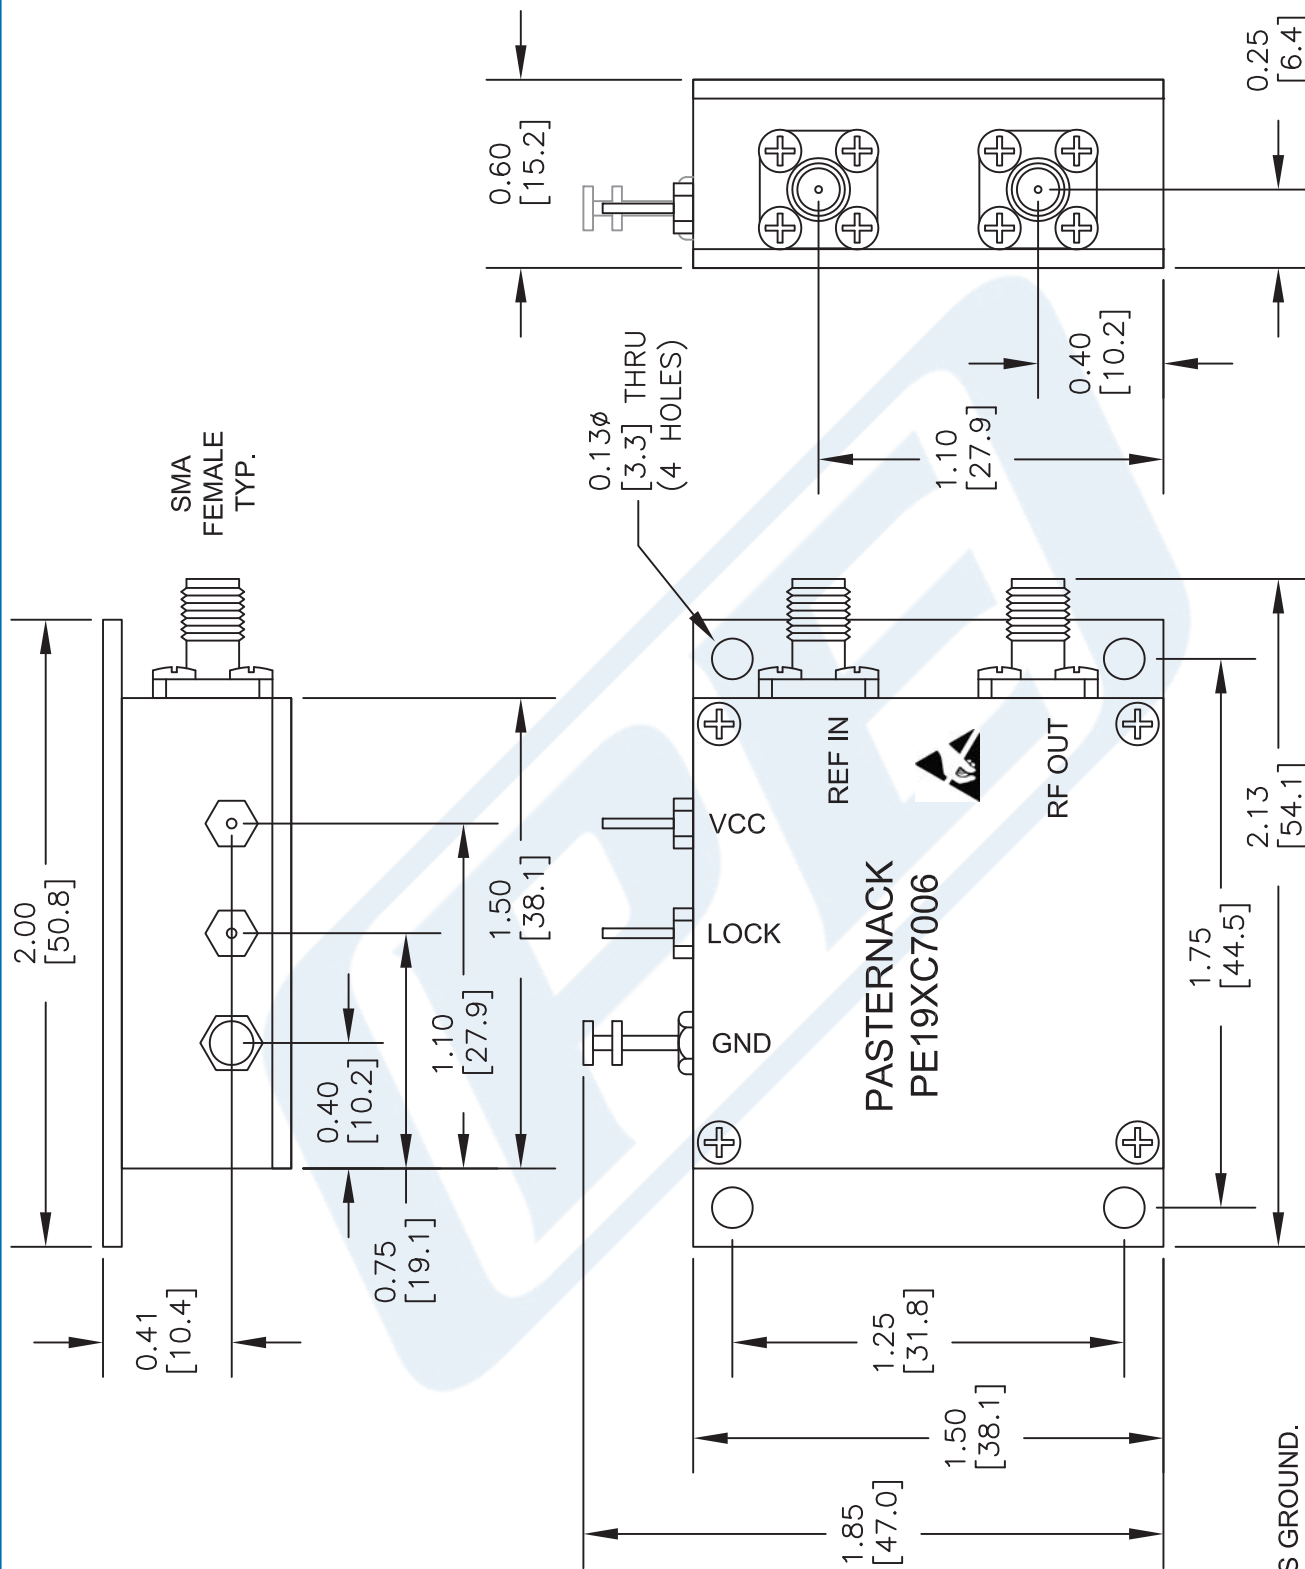 2.00
[50.8]
SMA
FEMALE
TYP.
0.41
[10.4]
0.40
[10.2]
0.75
[19.1]
1.10
[27.9]
1.50
[38.1]
0.60
[15.2]
0.25
[6.4]
0.40
[10.2]
1.10
[27.9]
0.13ø
[3.3] THRU
(4 HOLES)
GND
LOCK
VCC
REF IN
RF OUT
PASTERNACK
PE19XC7006
1.25
[31.8]
1.50
[38.1]
1.85
[47.0]
1.75
[44.5]
2.13
[54.1]
GROUND.